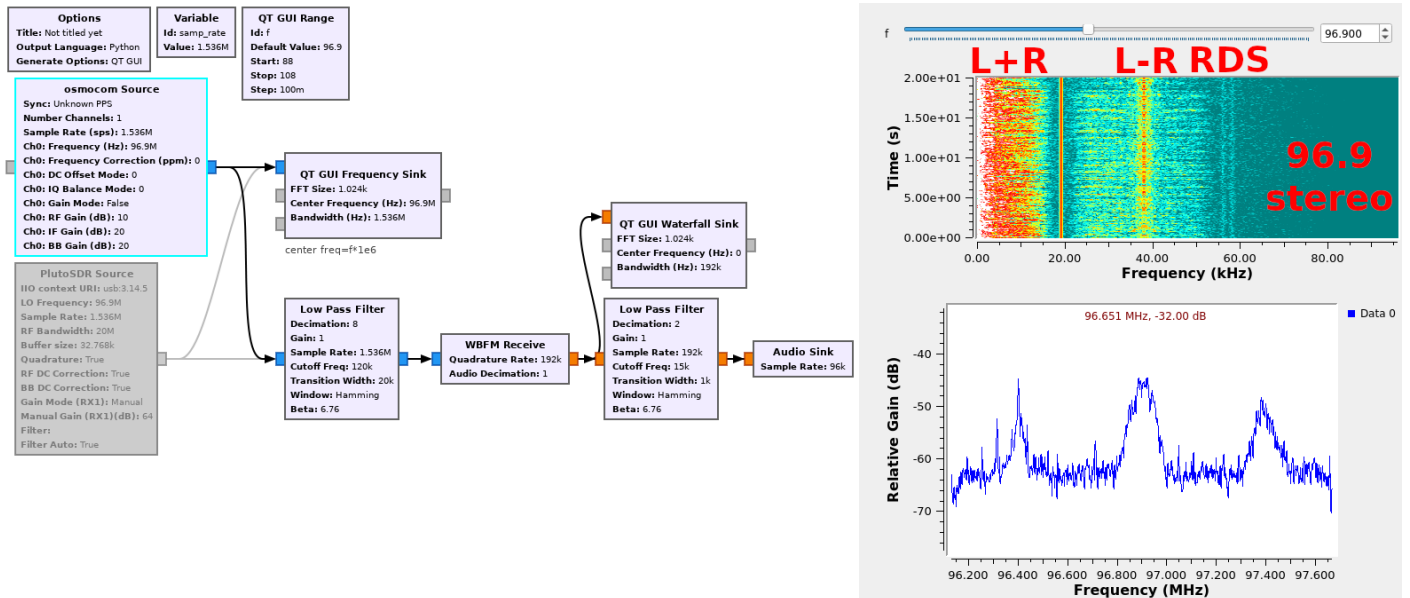 Options
Title: Not titled yet
Output Language: Python
Generate Options: QT GUI
Variable
Id: samp_rate
Value: 1.536M
QT GUI Range
Id: f
Default Value: 96.9
Start: 88
Stop: 108
Step: 100m
osmocom Source
Sync: Unknown PPS
Number Channels: 1
Sample Rate (sps): 1.536M
Ch0: Frequency (Hz): 96.9M
Ch0: Frequency Correction (ppm): 0
Ch0: DC Offset Mode: 0
Ch0: IQ Balance Mode: 0
Ch0: Gain Mode: False
Ch0: RF Gain (dB): 10
Ch0: IF Gain (dB): 20
Ch0: BB Gain (dB): 20
PlutoSDR Source
IIO context URI: usb:3.14.5
LO Frequency: 96.9M
Sample Rate: 1.536M
RF Bandwidth: 20M
Buffer size: 32.768k
Quadrature: True
RF DC Correction: True
BB DC Correction: True
Gain Mode (RX1): Manual
Manual Gain (RX1)(dB): 64
Filter:
Filter Auto: True
QT GUI Frequency Sink
FFT Size: 1.024k
Center Frequency (Hz): 96.9M
Bandwidth (Hz): 1.536M
center freq=f*1e6
Low Pass Filter
Decimation: 8
Gain: 1
Sample Rate: 1.536M
Cutoff Freq: 120k
Transition Width: 20k
Window: Hamming
Beta: 6.76
WBFM Receive
Quadrature Rate: 192k
Audio Decimation: 1
QT GUI Waterfall Sink
FFT Size: 1.024k
Center Frequency (Hz): 0
Bandwidth (Hz): 192k
Low Pass Filter
Decimation: 2
Gain: 1
Sample Rate: 192k
Cutoff Freq: 15k
Transition Width: 1k
Window: Hamming
Beta: 6.76
Audio Sink
Sample Rate: 96k
f
96.900
L+R L-R RDS
2.00e+01
1.50e+01
1.00e+01
5.00e+00
0.00e+00
Time (s)
96.9
stereo
0.00 20.00 40.00 60.00 80.00
Frequency (kHz)
96.651 MHz, -32.00 dB
Data 0
-40
-50
-60
-70
Relative Gain (dB)
96.200 96.400 96.600 96.800 97.000 97.200 97.400 97.600
Frequency (MHz)